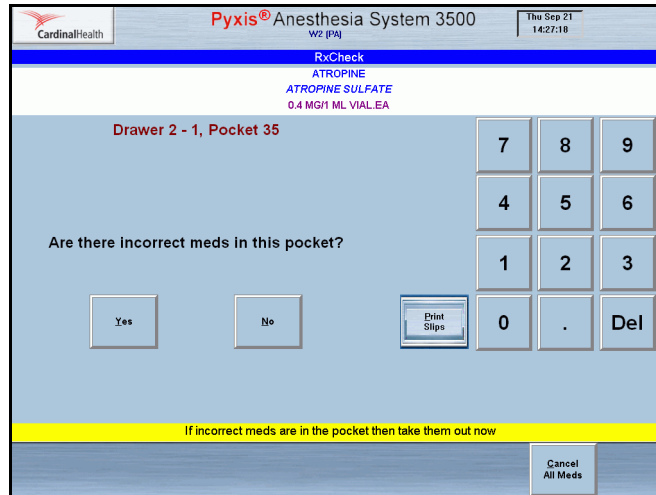 CardinalHealth
Pyxis® Anesthesia System 3500
W2 (PA)
Thu Sep 21
14:27:18
RxCheck
ATROPINE
ATROPINE SULFATE
0.4 MG/1 ML VIAL.EA
Drawer 2 - 1, Pocket 35
7 8 9
4 5 6
Are there incorrect meds in this pocket?
1 2 3
Yes No
Print
Slips
0 . Del
If incorrect meds are in the pocket then take them out now
Cancel
All Meds